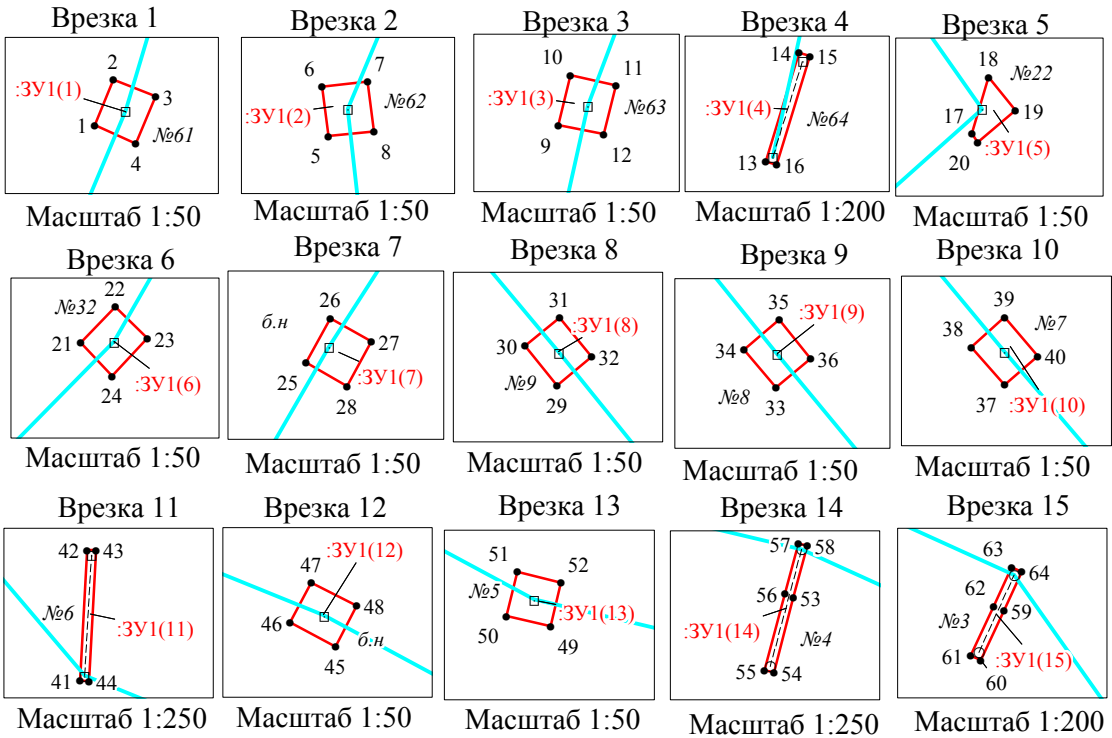 Врезка 1
2
:ЗУ1(1)
3
1
№61
4
Масштаб 1:50
Врезка 2
6
7
№62
:ЗУ1(2)
5
8
Масштаб 1:50
Врезка 3
10
11
:ЗУ1(3)
№63
9
12
Масштаб 1:50
Врезка 4
14
15
:ЗУ1(4)
№64
13
16
Масштаб 1:200
Врезка 5
18
№22
19
17
:ЗУ1(5)
20
Масштаб 1:50
Врезка 6
22
№32
21
23
:ЗУ1(6)
24
Масштаб 1:50
Врезка 7
26
б.н
27
25
:ЗУ1(7)
28
Масштаб 1:50
Врезка 8
31
:ЗУ1(8)
30
32
№9
29
Масштаб 1:50
Врезка 9
35
:ЗУ1(9)
34
36
№8
33
Масштаб 1:50
Врезка 10
39
№7
38
40
37
:ЗУ1(10)
Масштаб 1:50
Врезка 11
42
43
№6
:ЗУ1(11)
41
44
Масштаб 1:250
Врезка 12
:ЗУ1(12)
47
48
46
б.н
45
Масштаб 1:50
Врезка 13
51
52
№5
:ЗУ1(13)
50
49
Масштаб 1:50
Врезка 14
57
58
56
53
:ЗУ1(14)
№4
55
54
Масштаб 1:250
Врезка 15
63
64
62
59
№3
:ЗУ1(15)
61
60
Масштаб 1:200